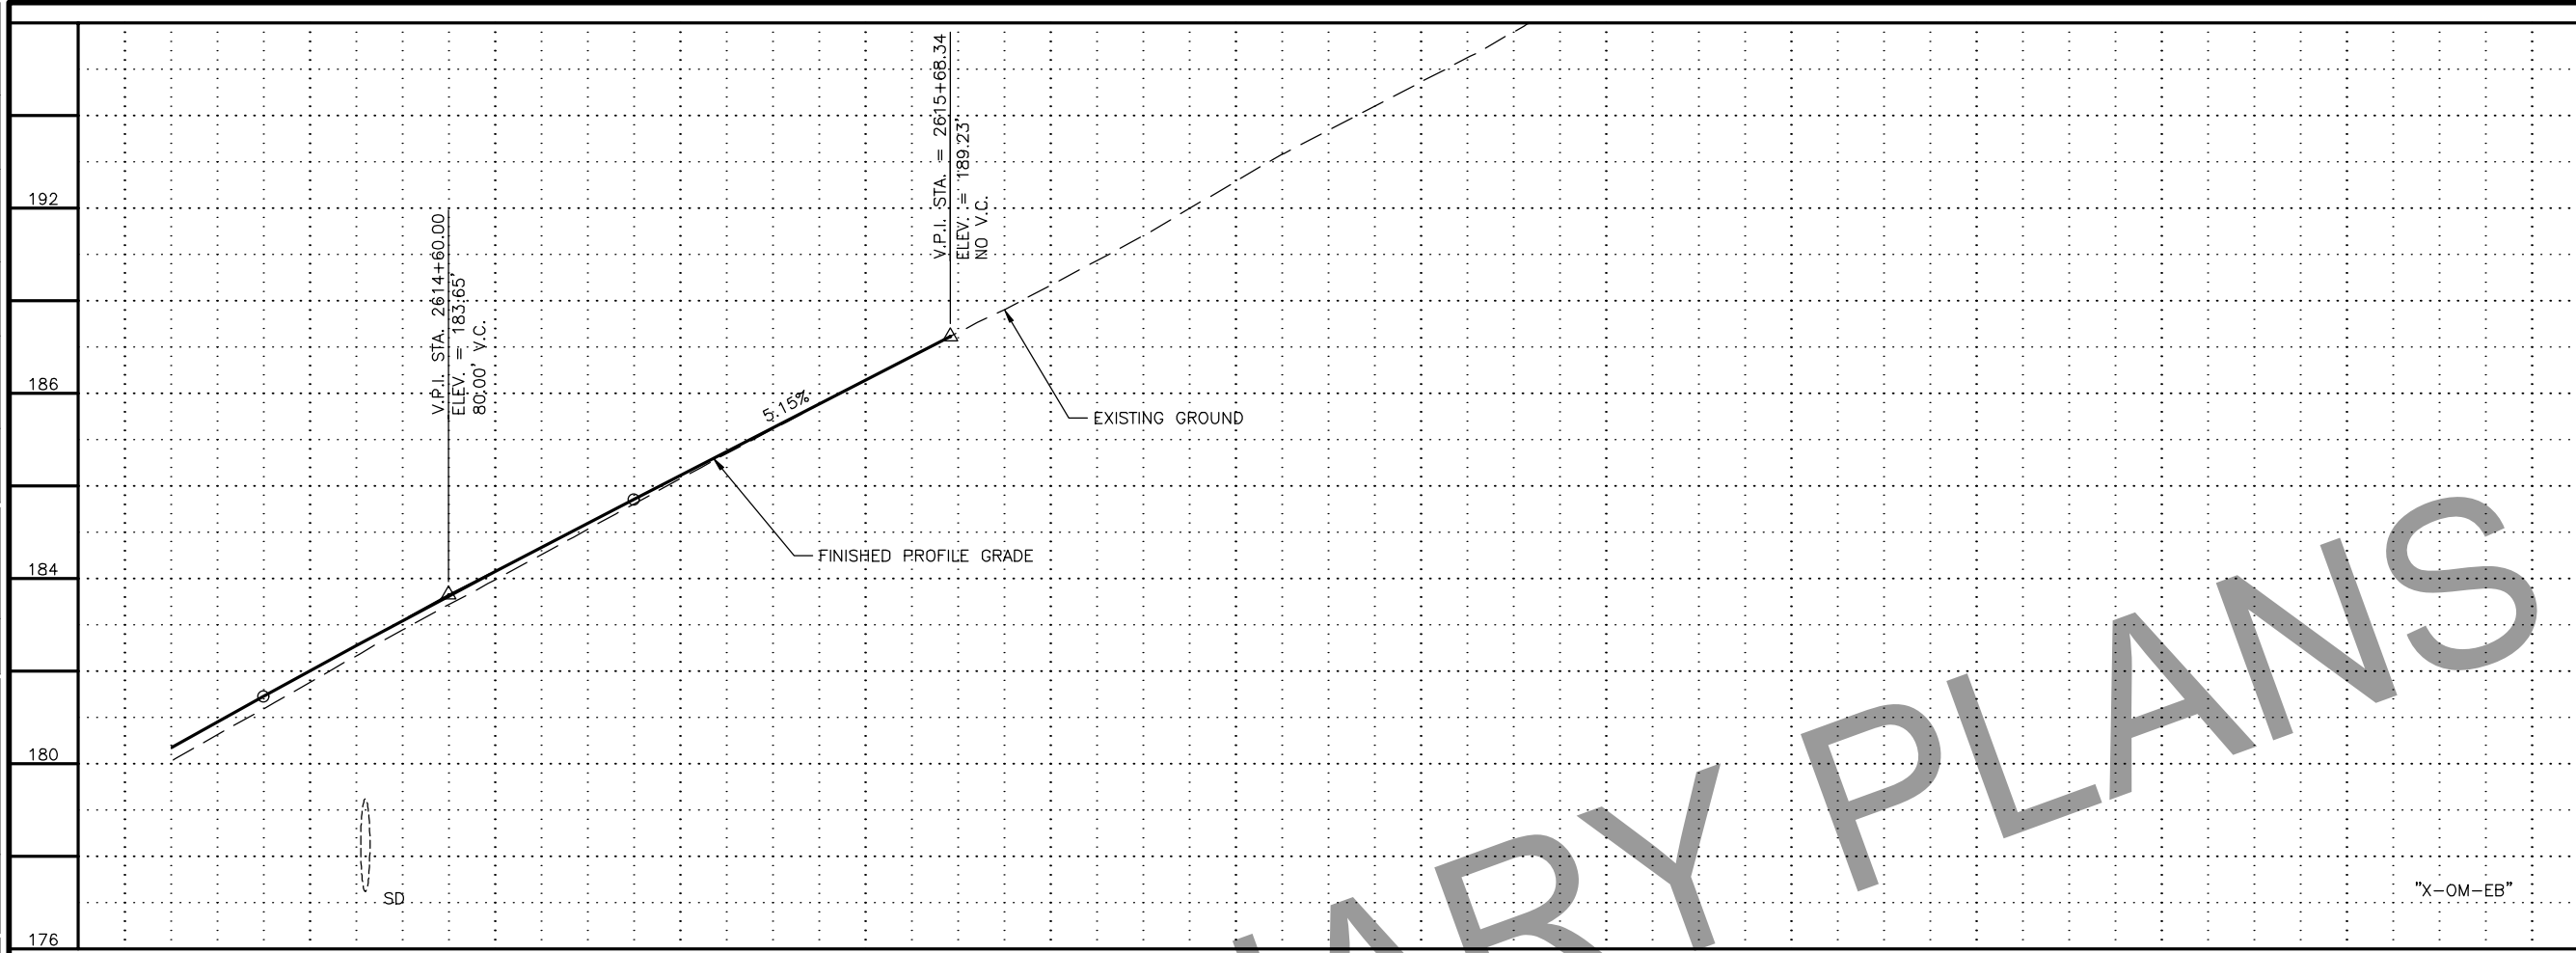 V.P.I. STA. = 2615+68.34
ELEV. = 189.23'
NO V.C.
192
V.P.I. STA. 2614+60.00
ELEV. = 183.65'
80.00' V.C.
186
5.15%
EXISTING GROUND
FINISHED PROFILE GRADE
184
180
SD
"X-OM-EB"
176
ARY PLANS